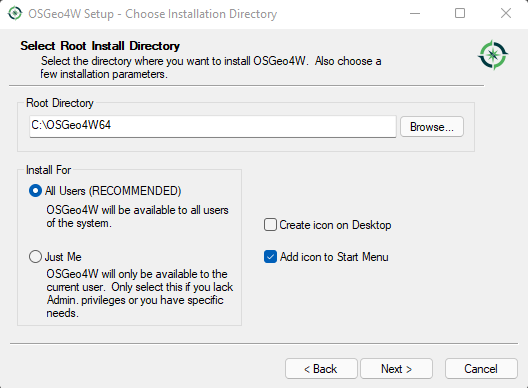 OSGeo4W Setup - Choose Installation Directory
Select Root Install Directory
Select the directory where you want to install OSGeo4W. Also choose a
few installation parameters.
Root Directory
C:\OSGeo4W64
Browse...
Install For
All Users (RECOMMENDED)
OSGeo4W will be available to all users
of the system.
Create icon on Desktop
Just Me
Add icon to Start Menu
OSGeo4W will only be available to the
current user. Only select this if you lack
Admin. privileges or you have specific
needs.
< Back
Next >
Cancel